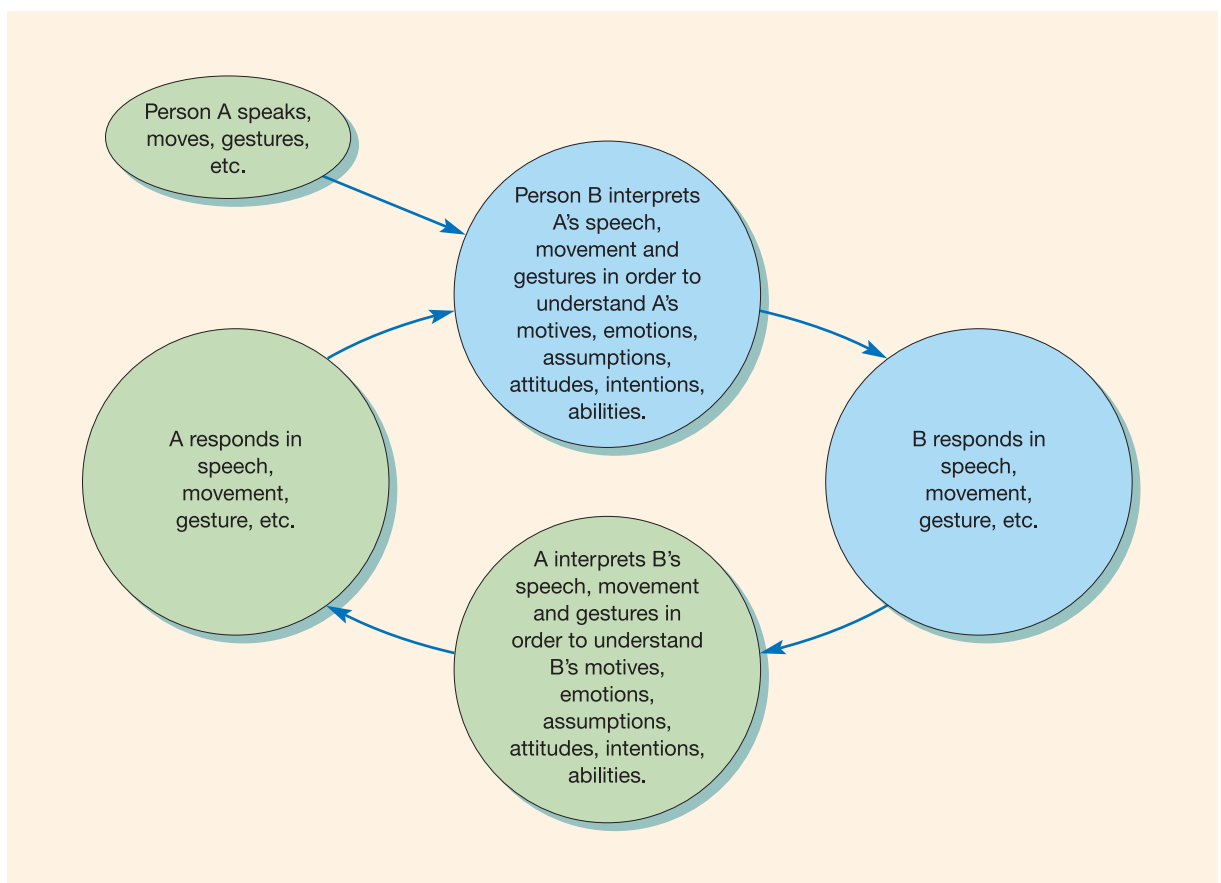 Person A speaks,
moves, gestures,
etc.
Person B interprets
A’s speech,
movement and
gestures in order to
understand A’s
motives, emotions,
assumptions,
attitudes, intentions,
abilities.
B responds in
speech,
movement,
gesture, etc.
A interprets B’s
speech, movement
and gestures in
order to understand
B’s motives,
emotions,
assumptions,
attitudes, intentions,
abilities.
A responds in
speech,
movement,
gesture, etc.